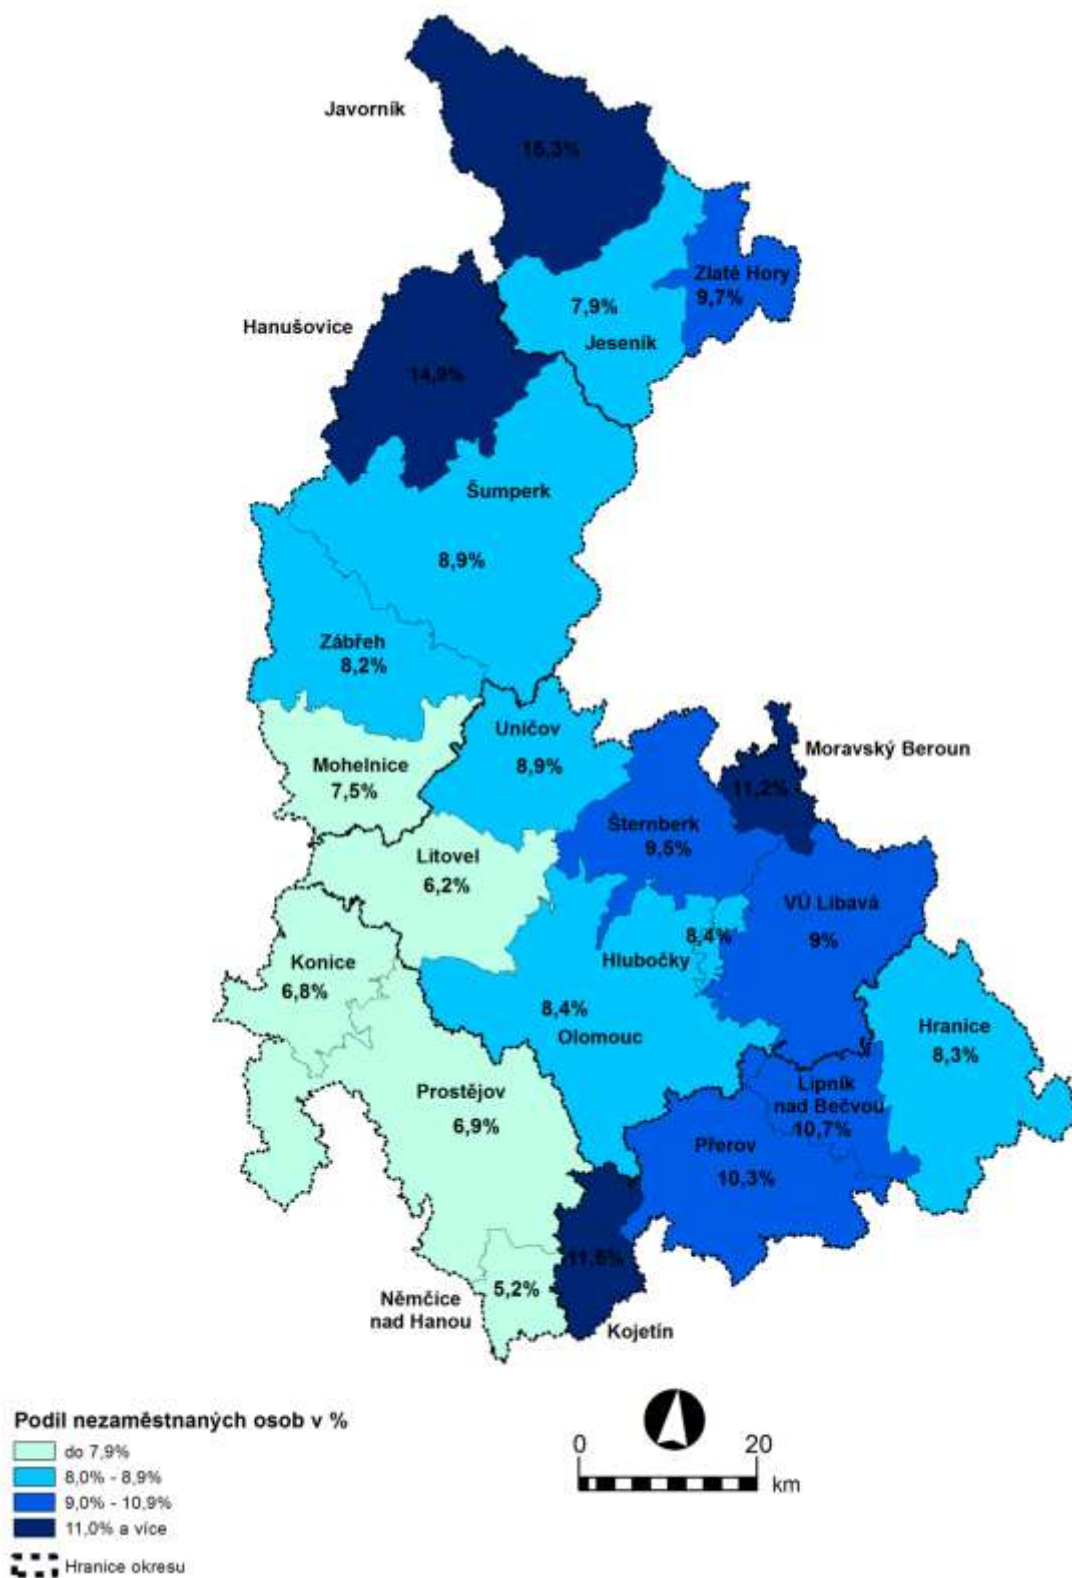 Javorník
Hanušovice
14,9%
7,9%
Jeseník
Zlaté Hory
9,7%
Šumperk
8,9%
Zábřeh
8,2%
Mohelnice
7,5%
Uničov
8,9%
Litovel
6,2%
Šternberk
9,5%
Moravský Beroun
11,2%
VÚ Libavá
9%
8,4%
Hlubočky
8,4%
Olomouc
Konice
6,8%
Prostějov
6,9%
Hranice
8,3%
Lipník
nad Bečvou
10,7%
Přerov
10,3%
5,2%
Němčice
nad Hanou
Kojetín
Podíl nezaměstnaných osob v %
do 7,9%
8,0% - 8,9%
9,0% - 10,9%
11,0% a více
Hranice okresu
0 20
km